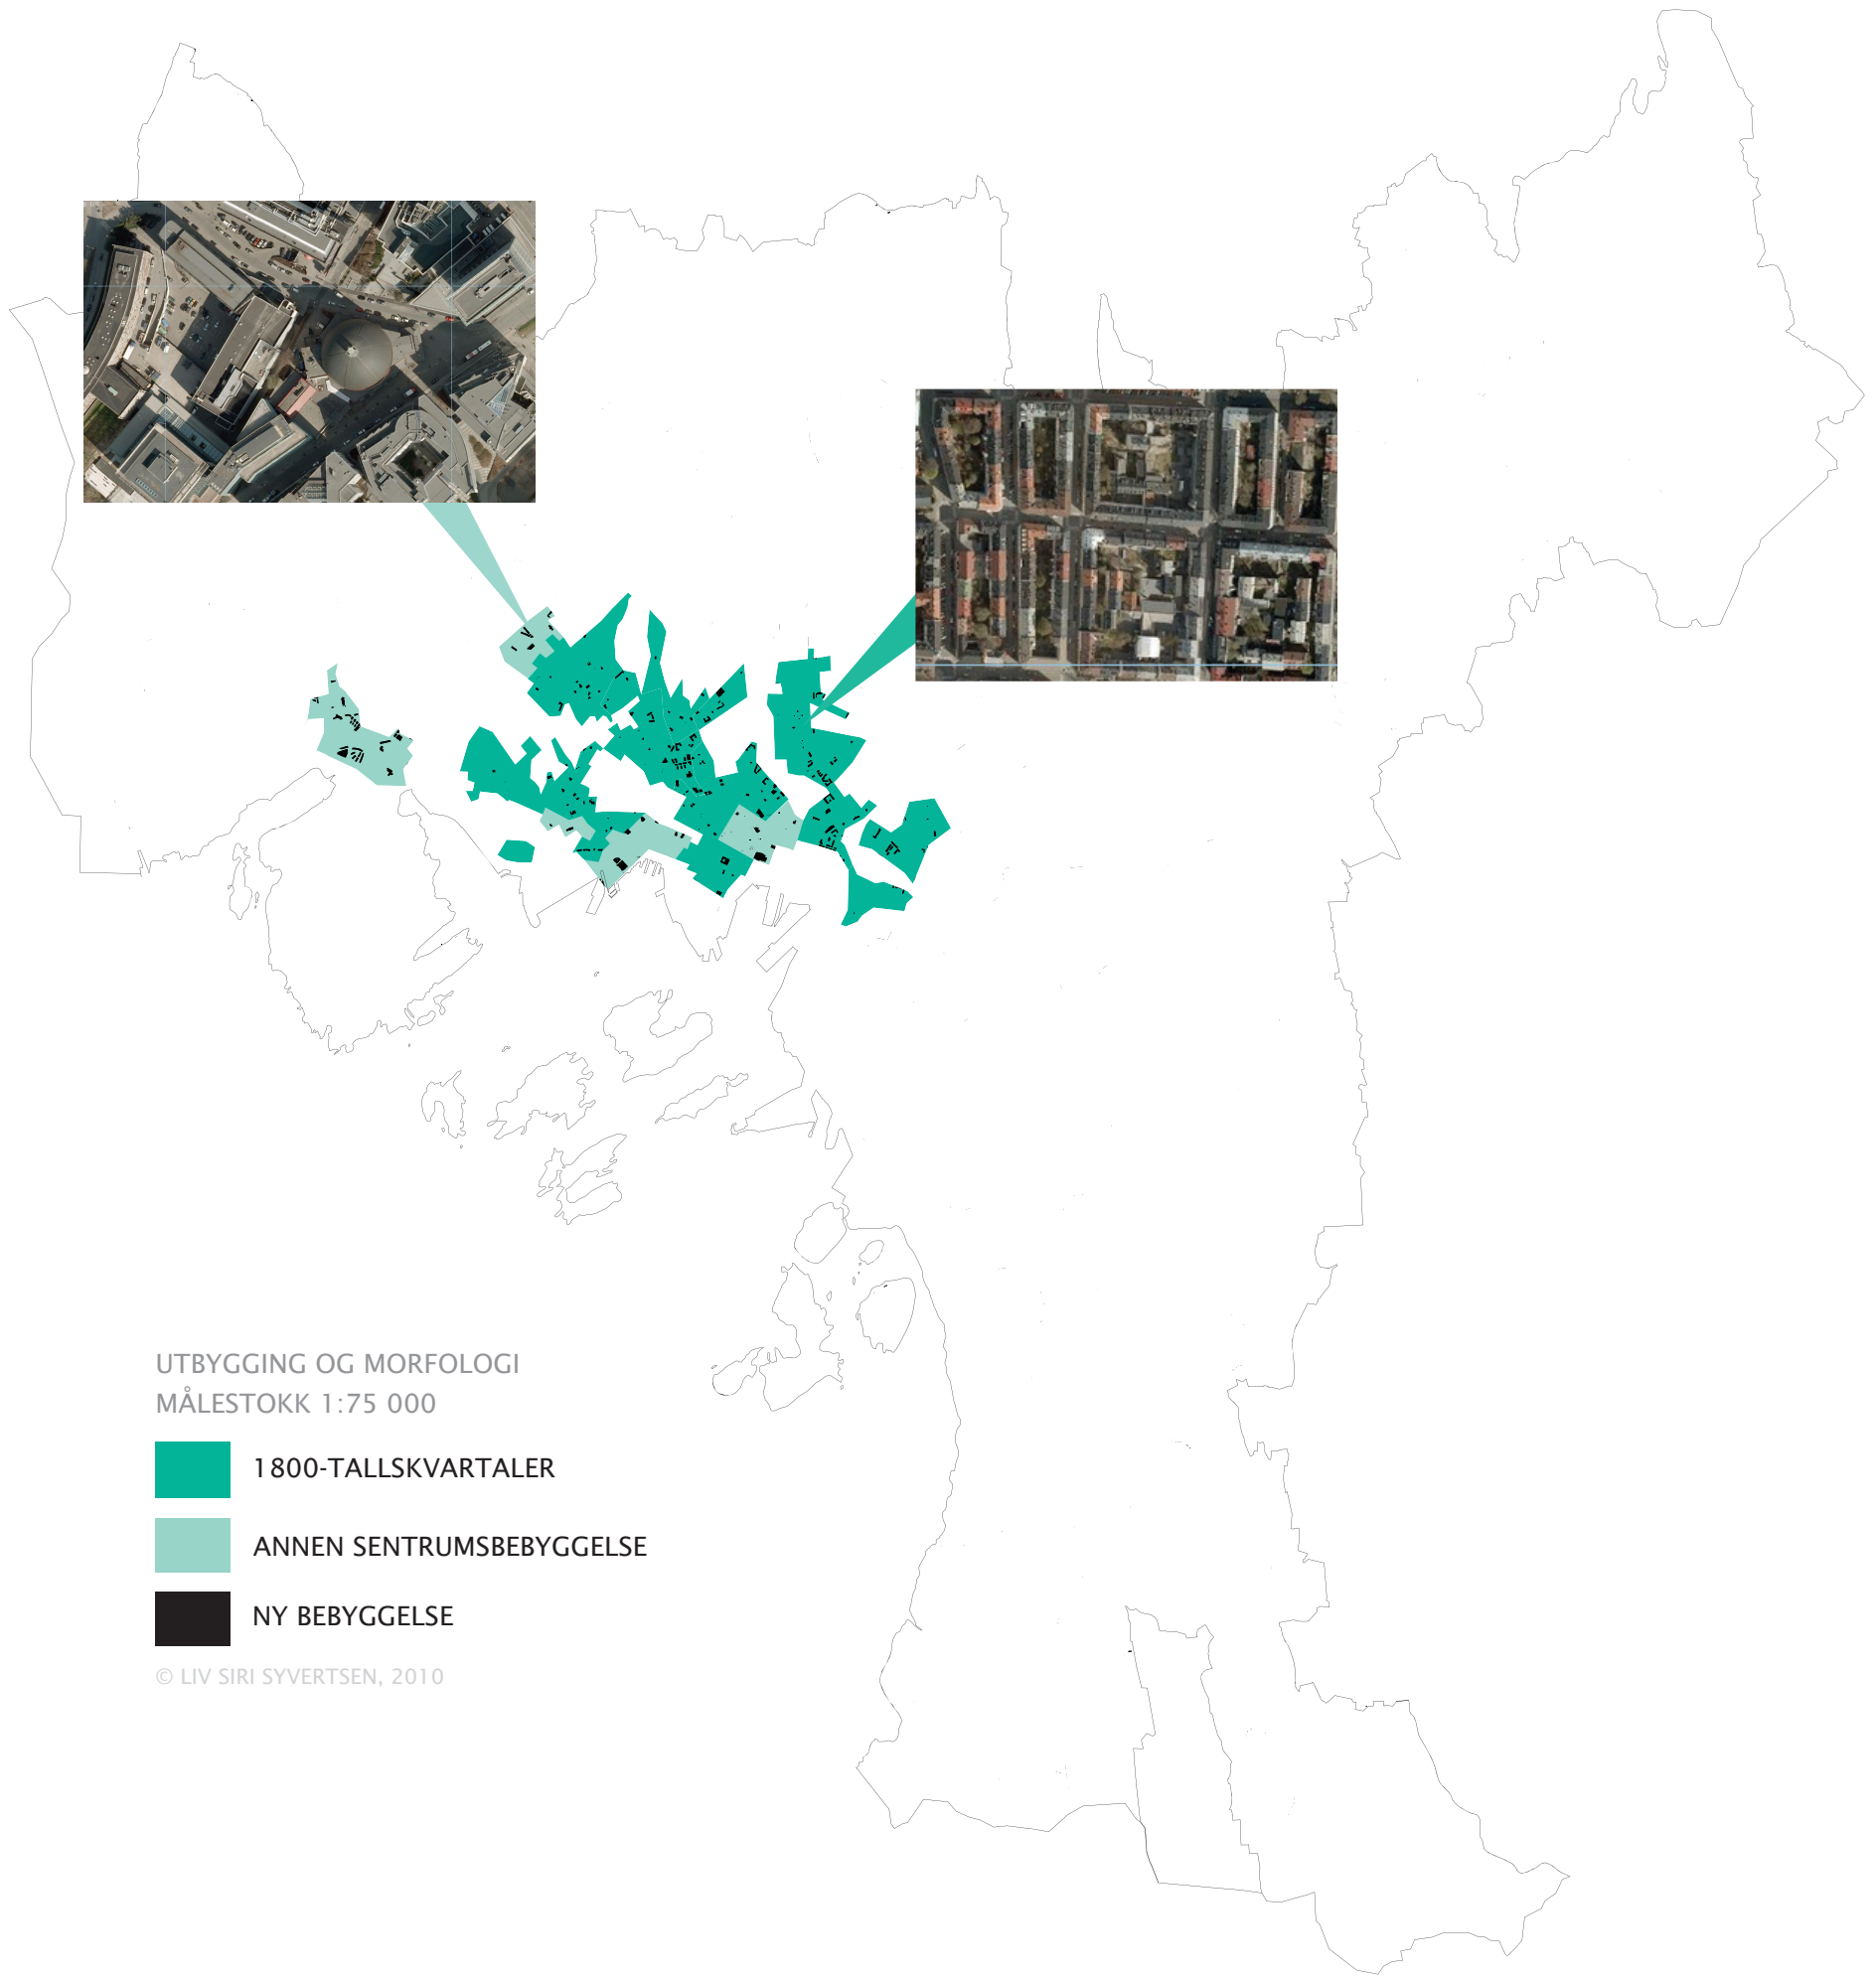 UTBYGGING OG MORFOLOGI
MÅLESTOKK 1:75 000
1800-TALLSKVARTALER
ANNEN SENTRUMSBEBYGGELSE
NY BEBYGGELSE
© LIV SIRI SYVERTSEN, 2010